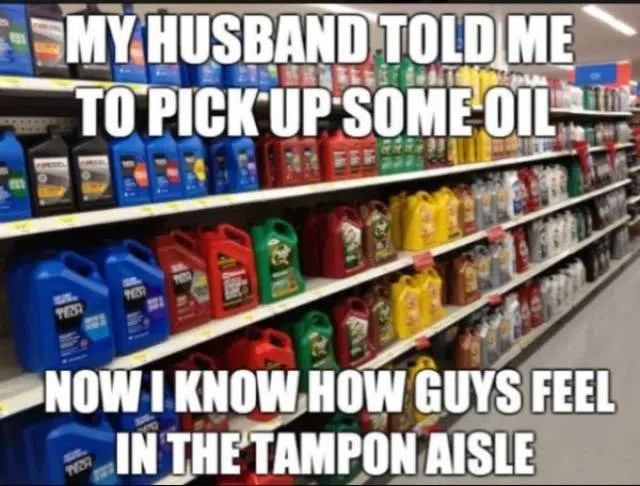 MY HUSBAND TOLD ME
TO PICK UP SOME OIL
NOW I KNOW HOW GUYS FEEL
IN THE TAMPON AISLE